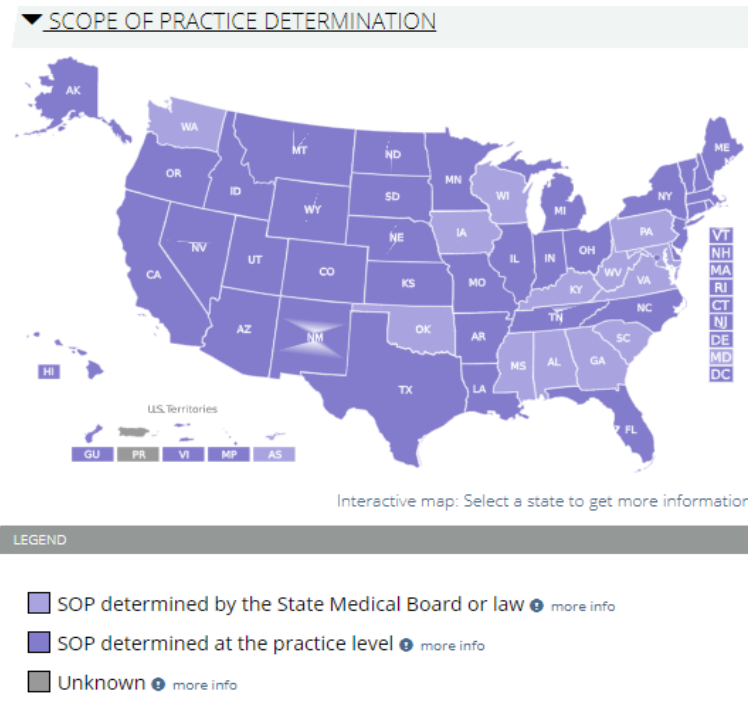 SCOPE OF PRACTICE DETERMINATION
AK
WA
MT
ND
MN
ME
OR
ID
SD
WI
NY
WY
MI
IA
PA
NE
NV
OH
IL
IN
UT
CO
WV
VA
CA
KS
MO
KY
NC
TN
AZ
NM
OK
AR
SC
MS
AL
GA
TX
LA
FL
VT
NH
MA
RI
CT
NJ
DE
MD
DC
HI
U.S. Territories
GU PR VI MP AS
Interactive map: Select a state to get more information
LEGEND
SOP determined by the State Medical Board or law more info
SOP determined at the practice level more info
Unknown more info